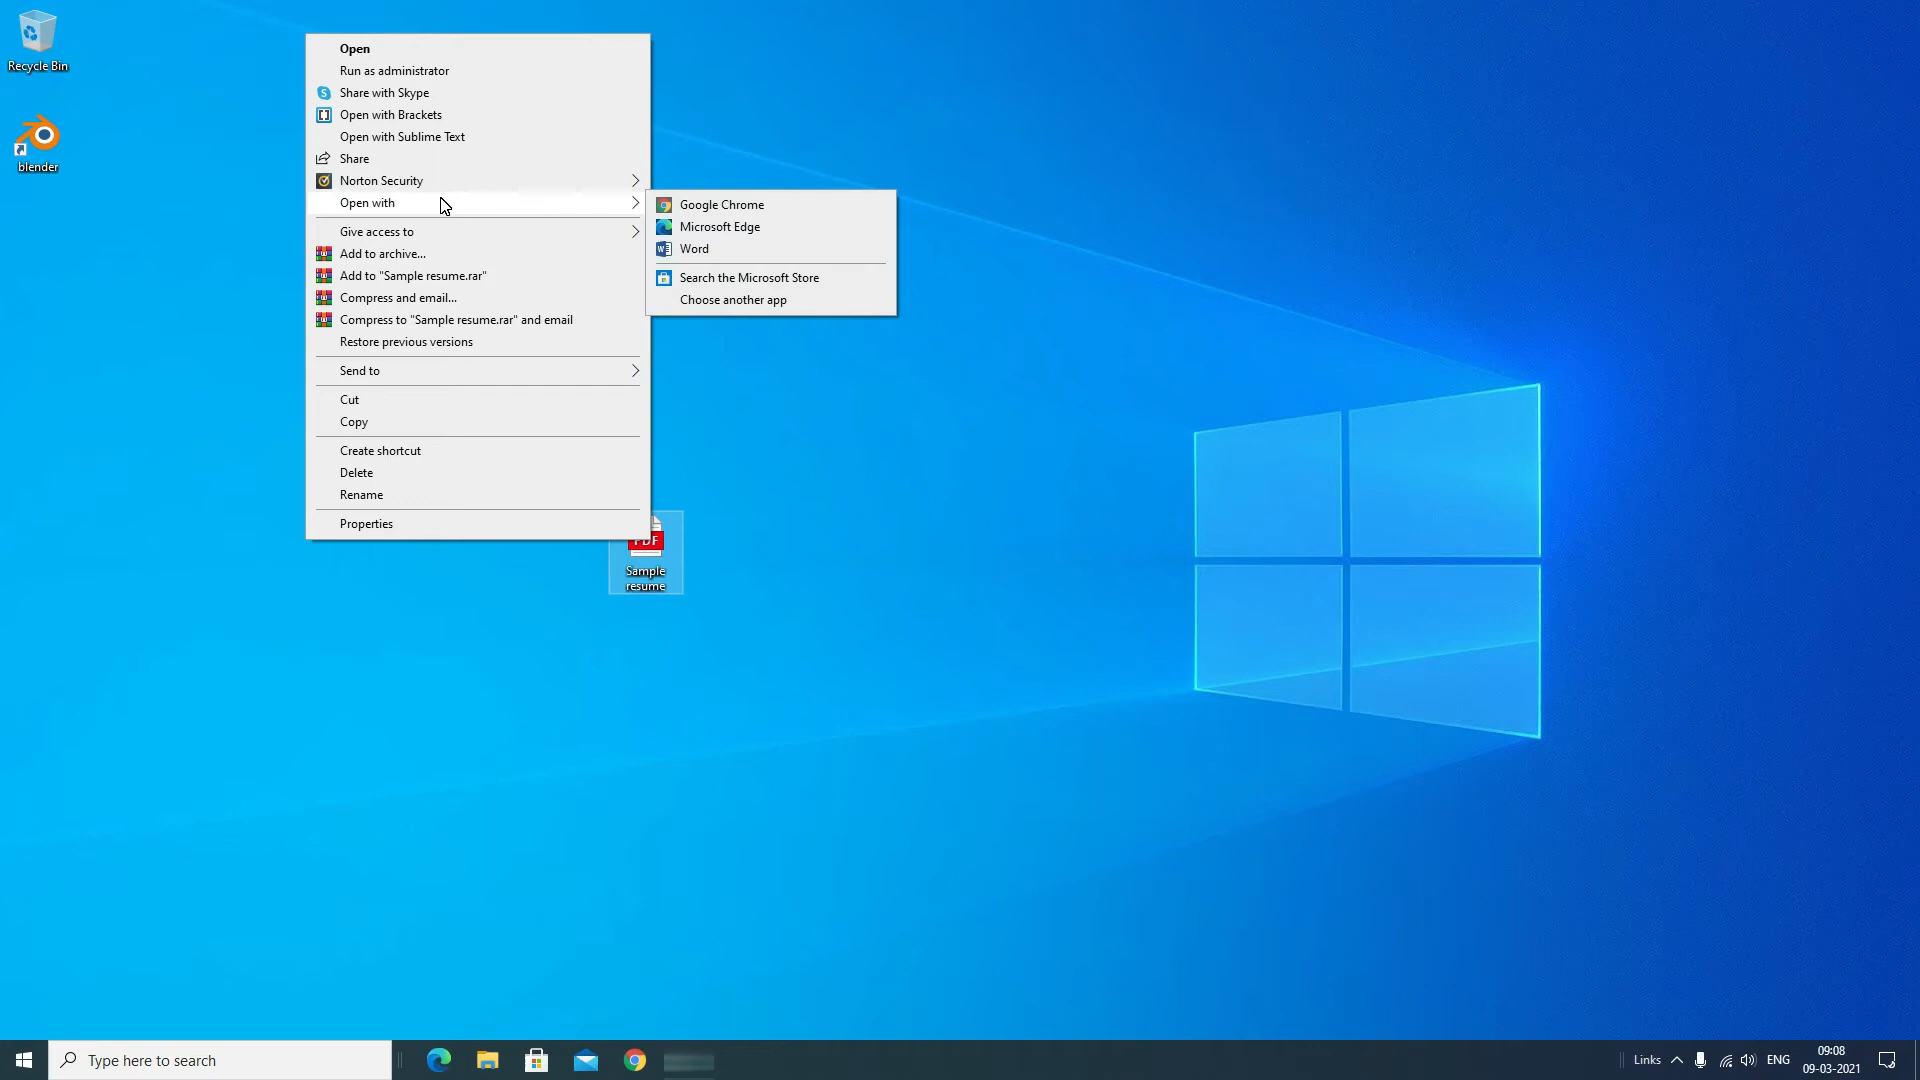 Recycle Bin
blender
Open
Run as administrator
S
Share with Skype
Open with Brackets
Open with Sublime Text
Share
Norton Security
Open with
Give access to
Add to archive...
Add to "Sample resume.rar"
Compress and email...
Compress to "Sample resume.rar" and email
Restore previous versions
Send to
Cut
Copy
Create shortcut
Delete
Rename
Properties
Google Chrome
Microsoft Edge
W
Word
Search the Microsoft Store
Choose another app
PDF
Sample
resume
Type here to search
Links
ENG
09:08
09-03-2021